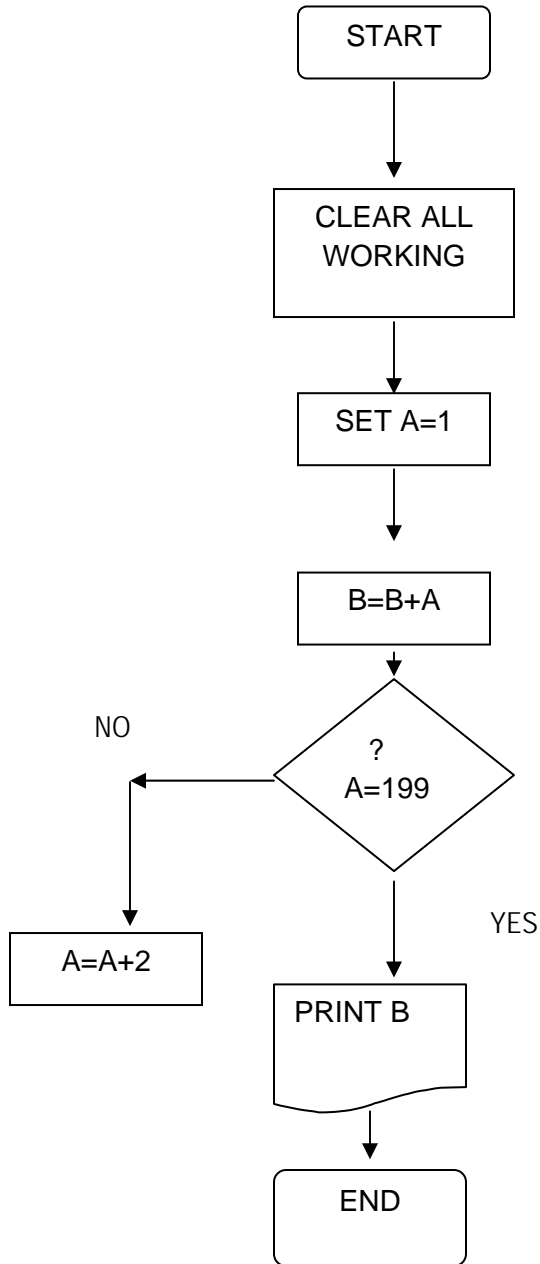 START
CLEAR ALL
WORKING
SET A=1
B=B+A
NO
?
A=199
YES
A=A+2
PRINT B
END